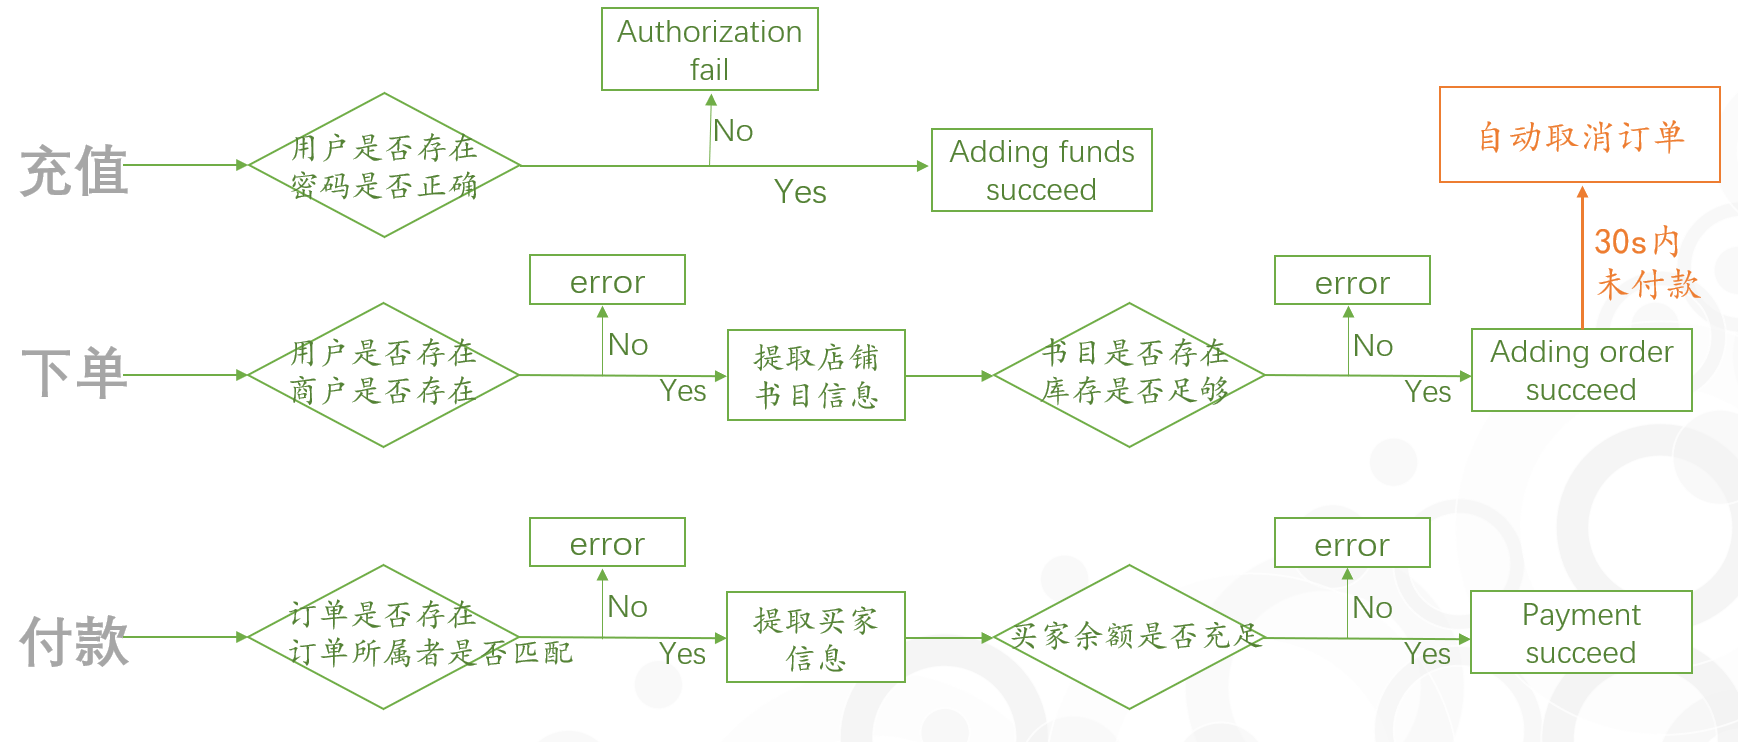 充值
用户是否存在
密码是否正确
No
Authorization
fail
Yes
Adding funds
succeed
下单
用户是否存在
商户是否存在
No
error
Yes
提取店铺
书目信息
书目是否存在
库存是否足够
No
error
Yes
Adding order
succeed
30s内
未付款
自动取消订单
付款
订单是否存在
订单所属者是否匹配
No
error
Yes
提取买家
信息
买家余额是否充足
No
error
Yes
Payment
succeed